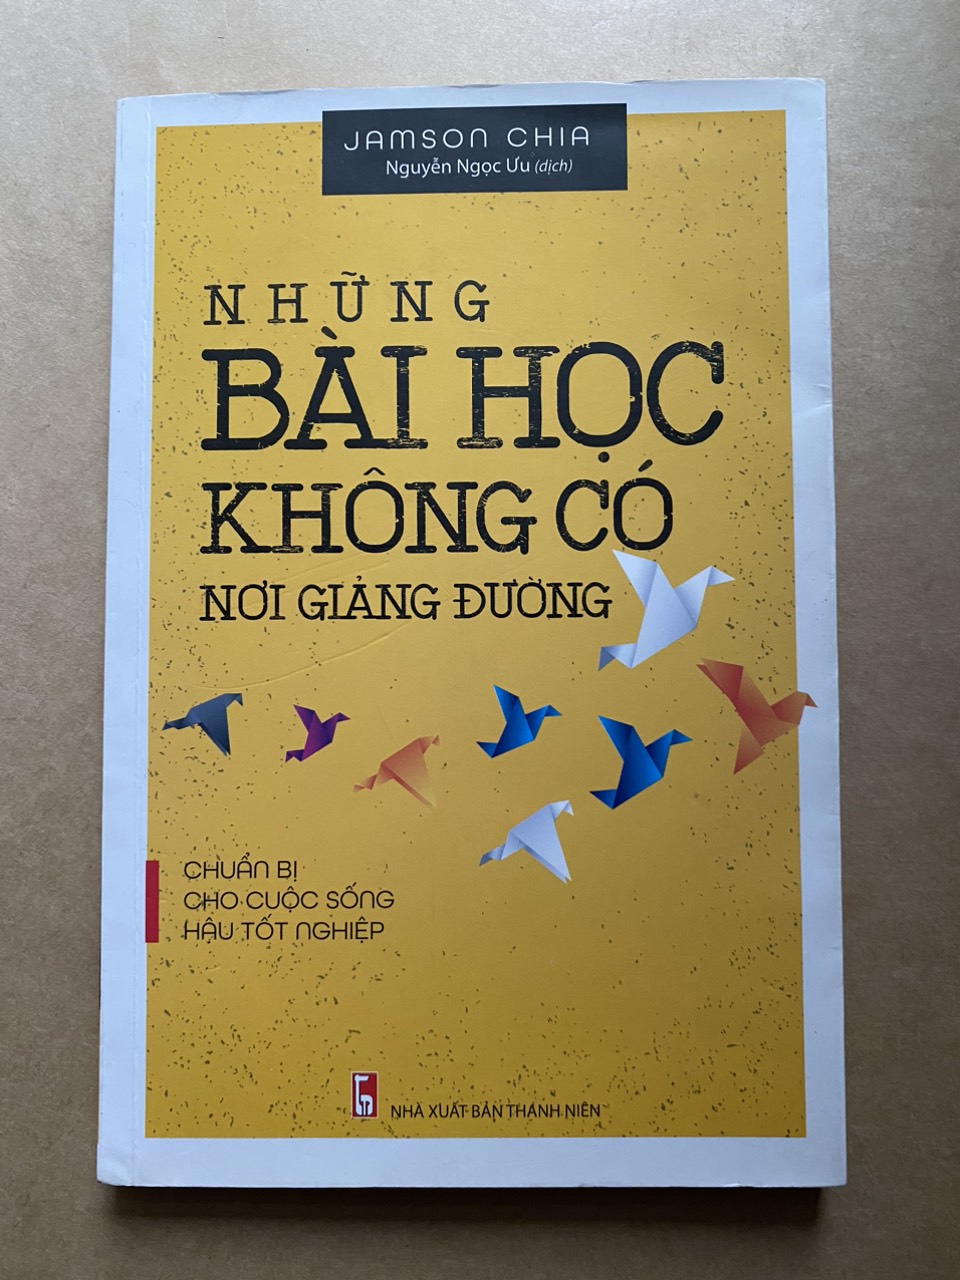 JAMSON CHIA
Nguyễn Ngọc Ưu (dịch)
NHỮNG
BÀI HỌC
KHÔNG CÓ
NƠI GIẢNG ĐƯỜNG
CHUẨN BỊ
CHO CUỘC SỐNG
HẬU TỐT NGHIỆP
NHÀ XUẤT BẢN THANH NIÊN